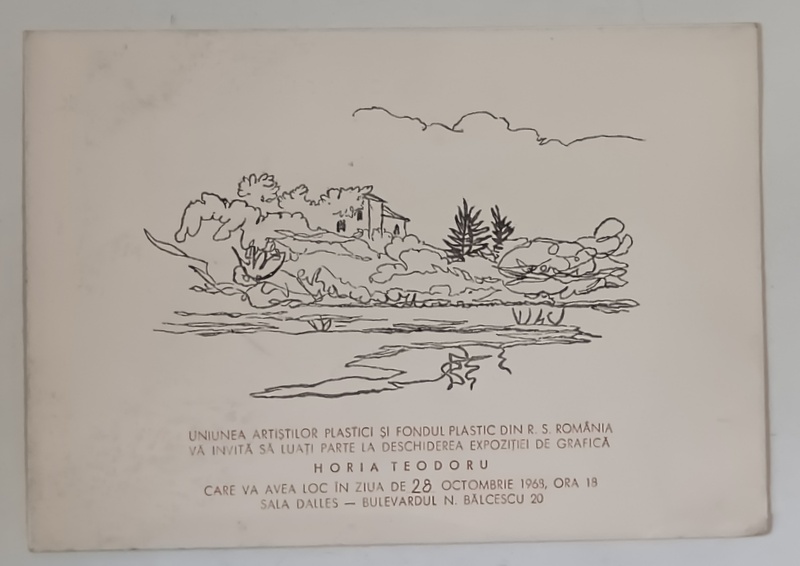 UNIUNEA ARTIȘTILOR PLASTICI ȘI FONDUL PLASTIC DIN R. S. ROMÂNIA
VĂ INVITĂ SĂ LUAȚI PARTE LA DESCHIDEREA EXPOZIȚIEI DE GRAFICĂ
HORIA TEODORU
CARE VA AVEA LOC ÎN ZIUA DE 28 OCTOMBRIE 1968, ORA 18
SALA DALLES — BULEVARDUL N. BĂLCESCU 20